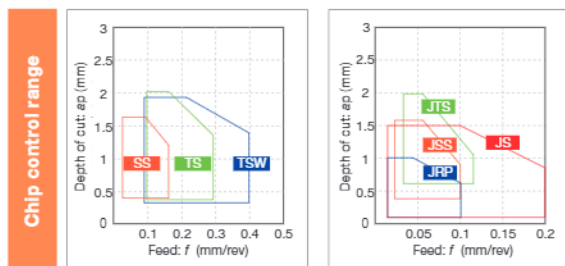 Chip control range
Depth of cut: ap (mm)
3
2.5
2
1.5
1
0.5
0
SS
TS
TSW
0.1
0.2
0.3
0.4
0.5
Feed: f (mm/rev)
Depth of cut: ap (mm)
3
2.5
2
1.5
1
0.5
0
JTS
JSS
JS
JRP
0.05
0.1
0.15
0.2
Feed: f (mm/rev)